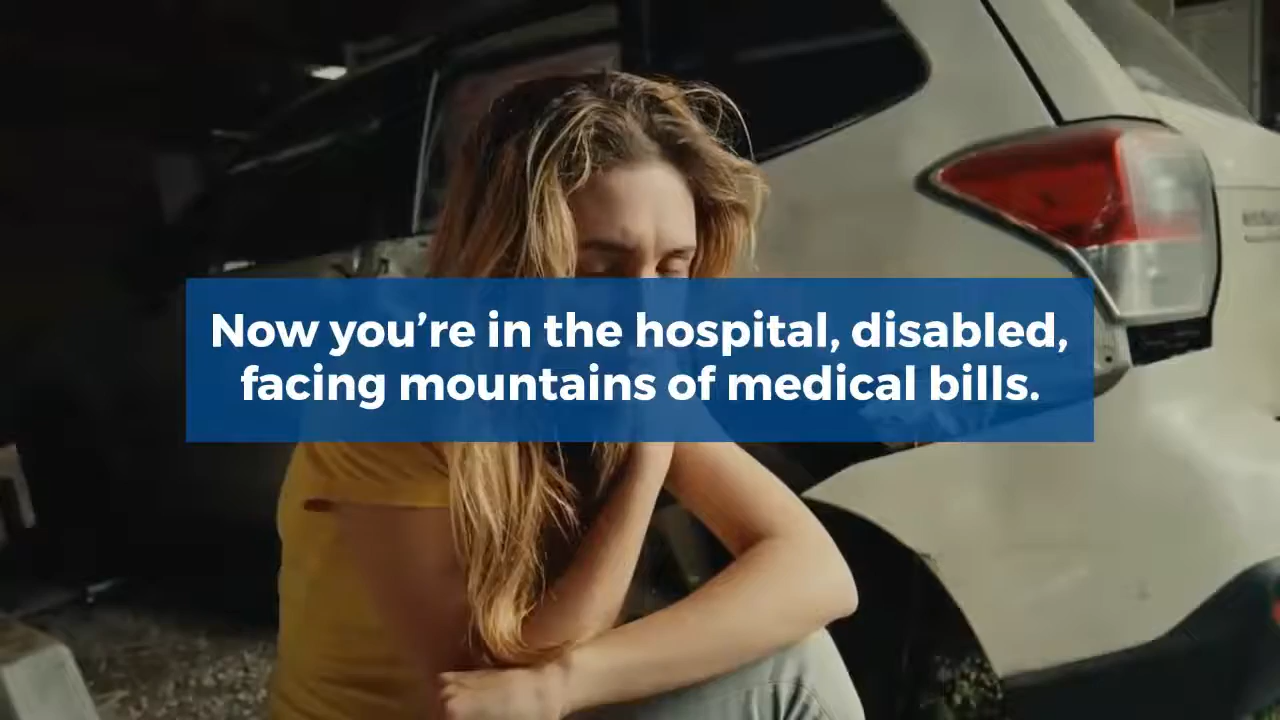 Now you’re in the hospital, disabled,
facing mountains of medical bills.